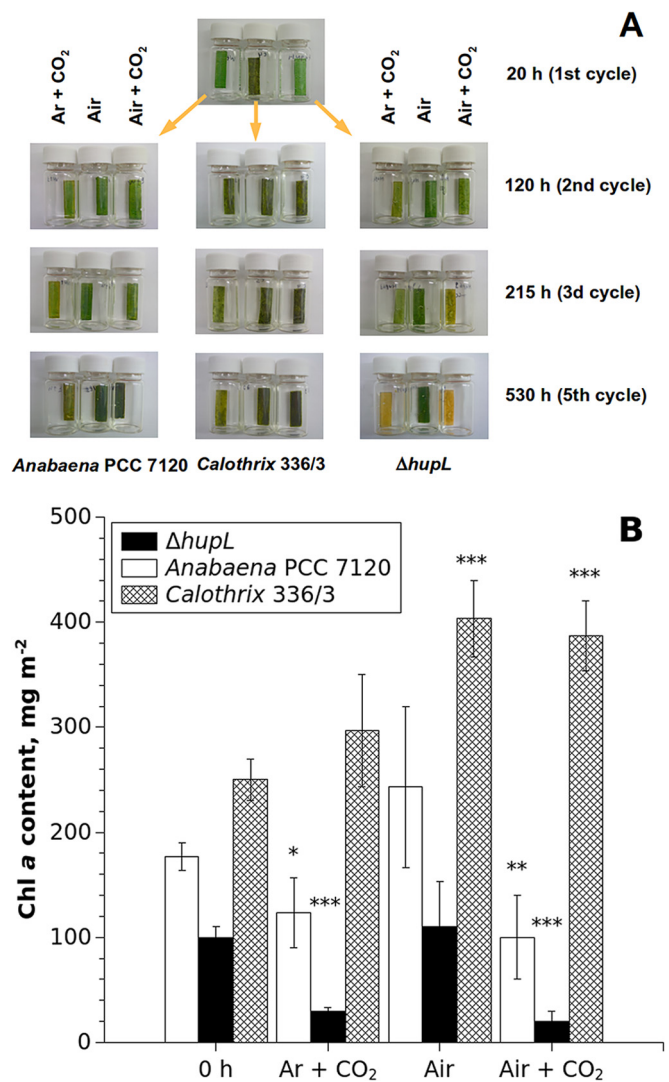 A
Ar + CO2
Air
Air + CO2
Ar + CO2
Air
Air + CO2
20 h (1st cycle)
120 h (2nd cycle)
215 h (3d cycle)
530 h (5th cycle)
Anabaena PCC 7120
Calothrix 336/3
ΔhupL
B
500
400
300
200
100
0
Chl a content, mg m-2
ΔhupL
Anabaena PCC 7120
Calothrix 336/3
*
***
***
**
***
***
0 h
Ar + CO2
Air
Air + CO2